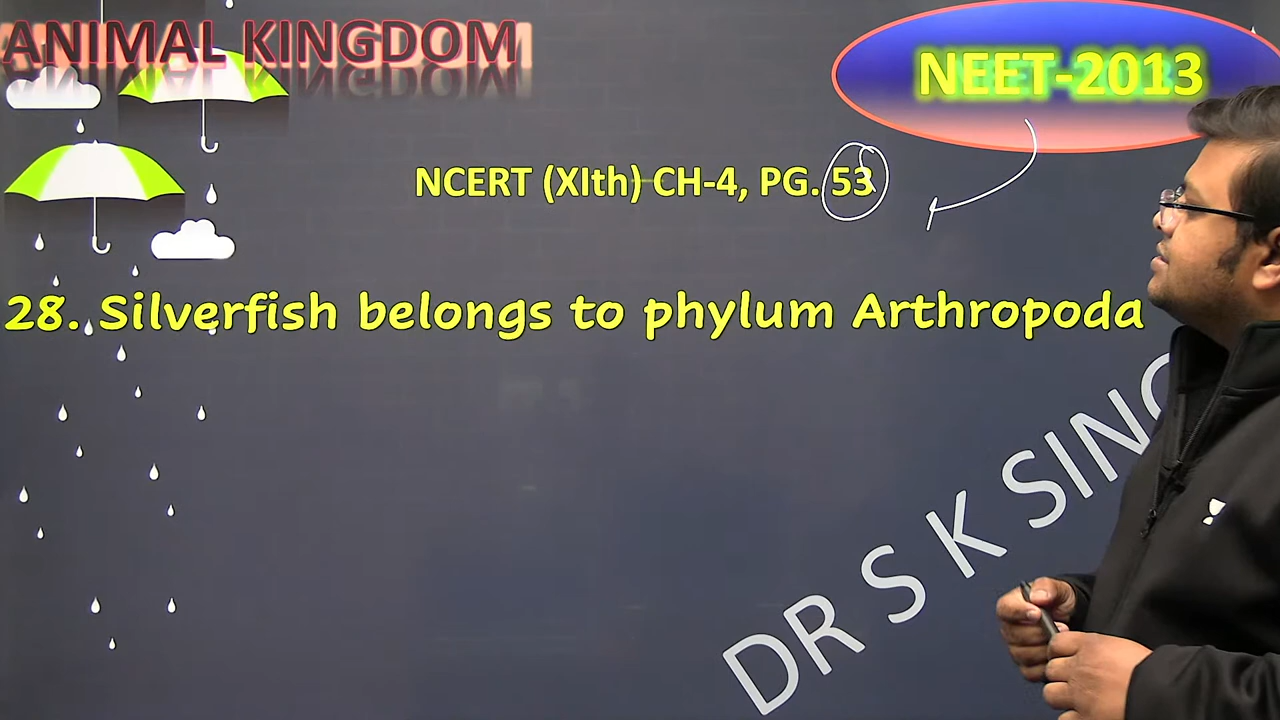 ANIMAL KINGDOM
NEET-2013
NCERT (XIth) CH-4, PG. 53
28. Silverfish belongs to phylum Arthropoda
DR S K SING